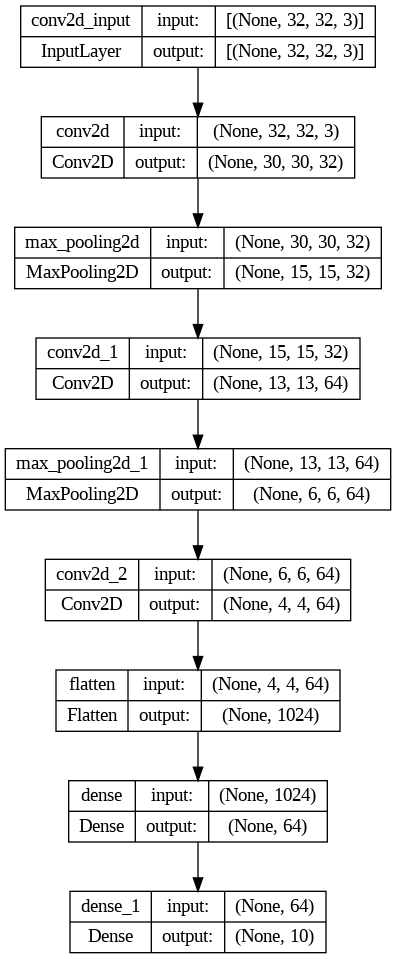 conv2d_input input: [(None, 32, 32, 3)]
InputLayer output: [(None, 32, 32, 3)]
conv2d input: (None, 32, 32, 3)
Conv2D output: (None, 30, 30, 32)
max_pooling2d input: (None, 30, 30, 32)
MaxPooling2D output: (None, 15, 15, 32)
conv2d_1 input: (None, 15, 15, 32)
Conv2D output: (None, 13, 13, 64)
max_pooling2d_1 input: (None, 13, 13, 64)
MaxPooling2D output: (None, 6, 6, 64)
conv2d_2 input: (None, 6, 6, 64)
Conv2D output: (None, 4, 4, 64)
flatten input: (None, 4, 4, 64)
Flatten output: (None, 1024)
dense input: (None, 1024)
Dense output: (None, 64)
dense_1 input: (None, 64)
Dense output: (None, 10)